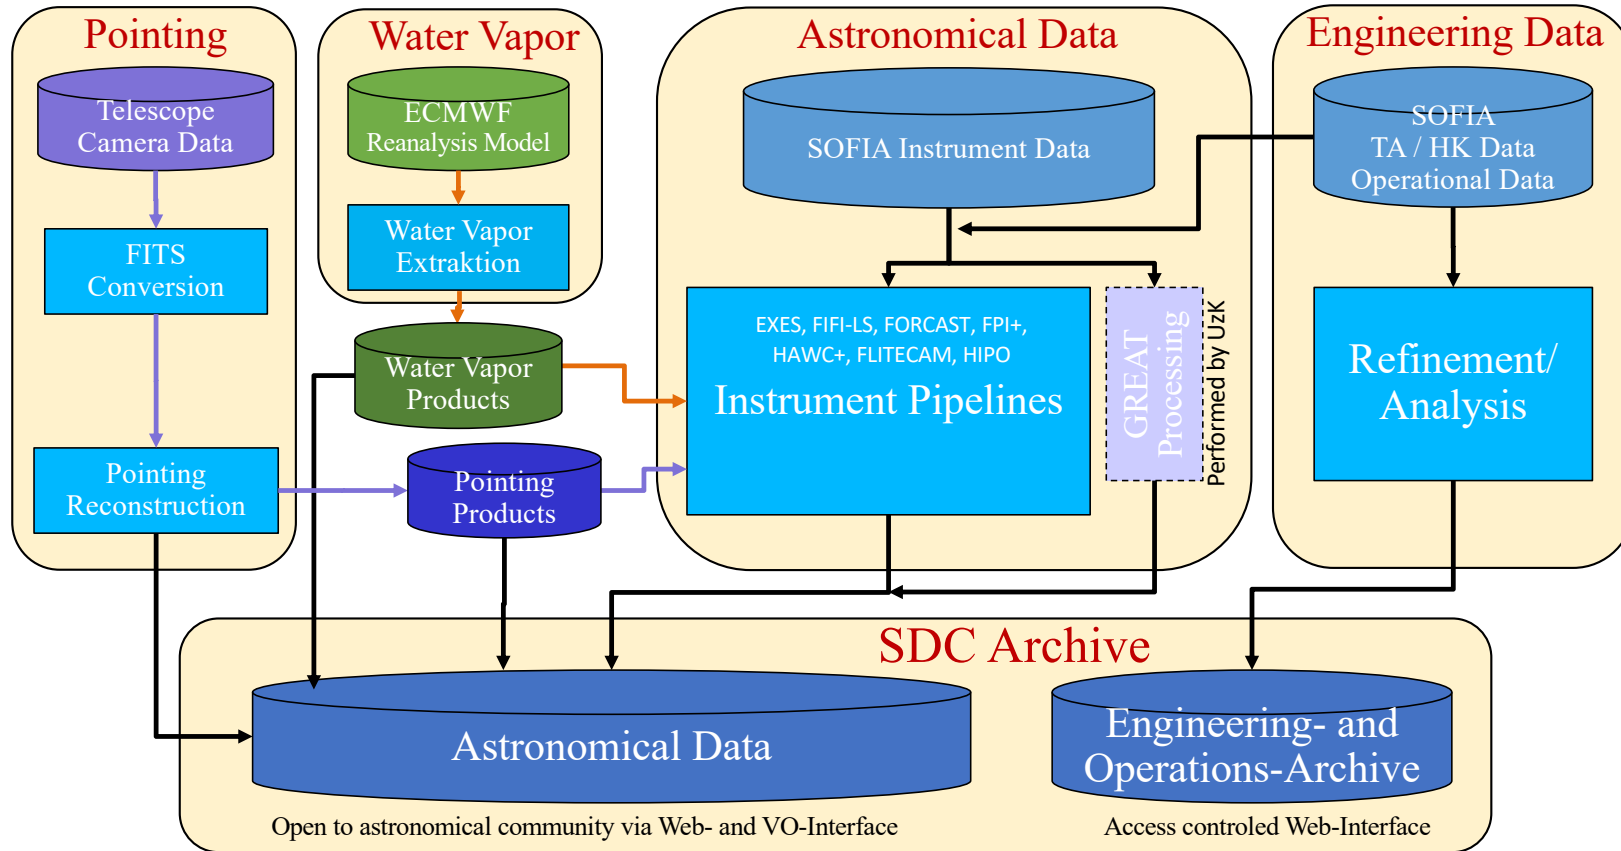 Pointing
Telescope
Camera Data
FITS
Conversion
Pointing
Reconstruction
Water Vapor
ECMWF
Reanalysis Model
Water Vapor
Extraktion
Water Vapor
Products
Pointing
Products
Astronomical Data
SOFIA Instrument Data
EXES, FIFI-LS, FORCAST, FPI+,
HAWC+, FLITECAM, HIPO
Instrument Pipelines
GREAT
Processing
Performed by UzK
Engineering Data
SOFIA
TA / HK Data
Operational Data
Refinement/
Analysis
SDC Archive
Astronomical Data
Open to astronomical community via Web- and VO-Interface
Engineering- and
Operations-Archive
Access controled Web-Interface